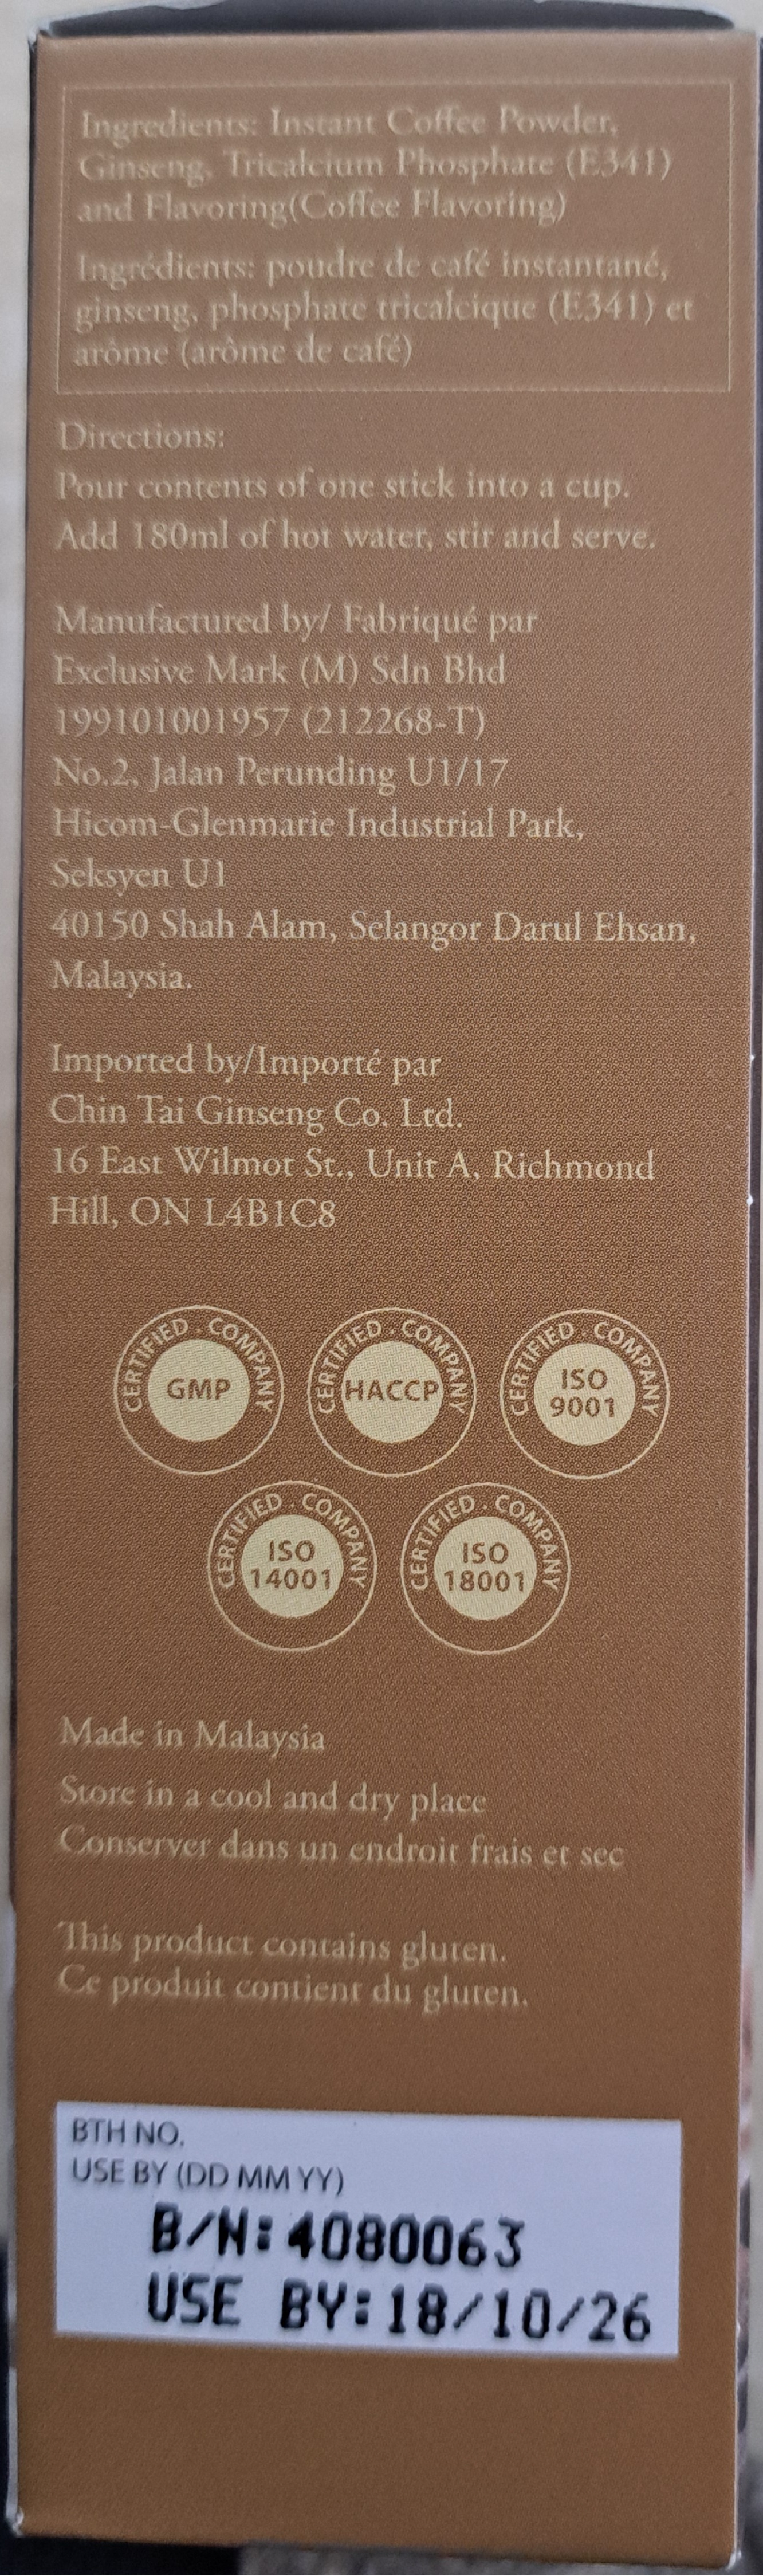 Ingredients: Instant Coffee Powder,
Ginseng, Tricalcium Phosphate (E341)
and Flavoring(Coffee Flavoring)
Ingrédients: poudre de café instantané,
ginseng, phosphate tricalcique (E341) et
arôme (arôme de café)
Directions:
Pour contents of one stick into a cup.
Add 180ml of hot water, stir and serve.
Manufactured by/ Fabriqué par
Exclusive Mark (M) Sdn Bhd
199101001957 (212268-T)
No.2, Jalan Perunding U1/17
Hicom-Glenmarie Industrial Park,
Seksyen U1
40150 Shah Alam, Selangor Darul Ehsan,
Malaysia.
Imported by/Importé par
Chin Tai Ginseng Co. Ltd.
16 East Wilmot St., Unit A, Richmond
Hill, ON L4B1C8
CERTIFIED . COMPANY
GMP
CERTIFIED . COMPANY
HACCP
CERTIFIED . COMPANY
ISO
9001
CERTIFIED . COMPANY
ISO
14001
CERTIFIED . COMPANY
ISO
18001
Made in Malaysia
Store in a cool and dry place
Conserver dans un endroit frais et sec
This product contains gluten.
Ce produit contient du gluten.
BTH NO.
USE BY (DD MM YY)
B/N:4080063
USE BY:18/10/26